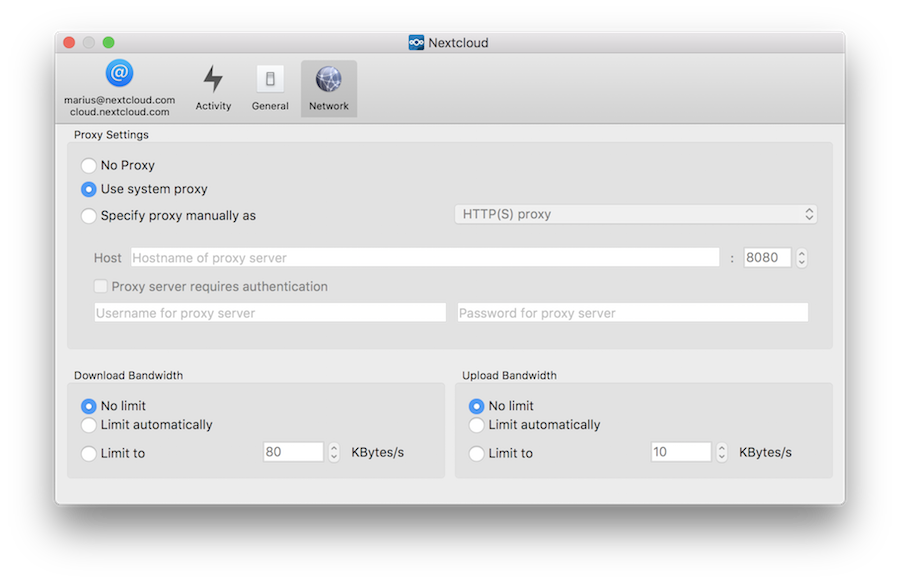 Nextcloud
@
marius@nextcloud.com
cloud.nextcloud.com
Activity
General
Network
Proxy Settings
No Proxy
Use system proxy
Specify proxy manually as
HTTP(S) proxy
Host Hostname of proxy server : 8080
Proxy server requires authentication
Username for proxy server
Password for proxy server
Download Bandwidth
No limit
Limit automatically
Limit to 80 KBytes/s
Upload Bandwidth
No limit
Limit automatically
Limit to 10 KBytes/s